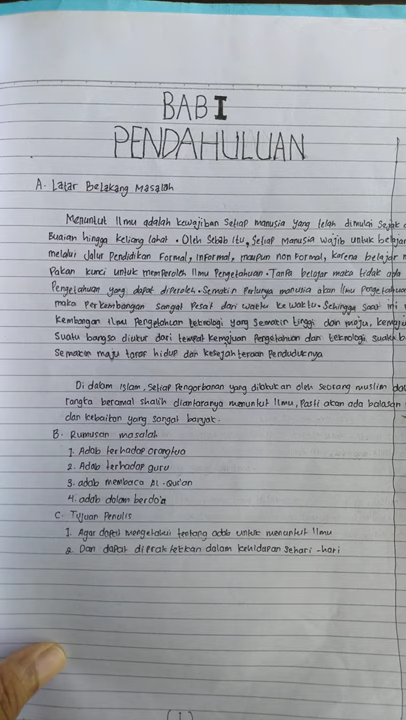 BAB I
PENDAHULUAN
A. Latar Belakang Masalah
Menuntut Ilmu adalah kewajiban setiap manusia yang telah dimulai sejak
Buaian hingga keliang lahat. Oleh Sebab Itu, Setiap Manusia wajib untuk belajar
melalui Jalur Pendidikan Formal, Informal, maupun non Formal, karena belajar
Pakan kunci untuk memperoleh Ilmu Pengetahuan. Tanpa belajar maka tidak ada
Pengetahuan yang dapat diperoleh. Semakin Perlunya manusia akan Ilmu Pengetahuan
maka Perkembangan Sangat Pesat dari waktu ke waktu. Sehingga Saat ini
kembangan Ilmu Pengetahuan teknologi yang Semakin tinggi dan maju, kemaju
Suatu bangsa diukur dari tempat kemajuan Pengetahuan dan teknologi suatu b
Semakin maju taraf hidup dan kesejahteraan Penduduknya
Di dalam Islam, Setiap Pengorbanan yang dilakukan oleh seorang muslim dal
rangka beramal Shalih diantaranya menuntut Ilmu, Pasti akan ada balasan
dan kebaikan yang sangat banyak.
B. Rumusan masalah
1. Adab terhadap orangtua
2. Adab terhadap guru
3. adab membaca Al-Qur'an
4. adab dalam berdo'a
C. Tujuan Penulis
1. Agar dapat mengetahui tentang adab untuk menuntut Ilmu
2. Dan dapat dipraktekkan dalam kehidapan sehari-hari